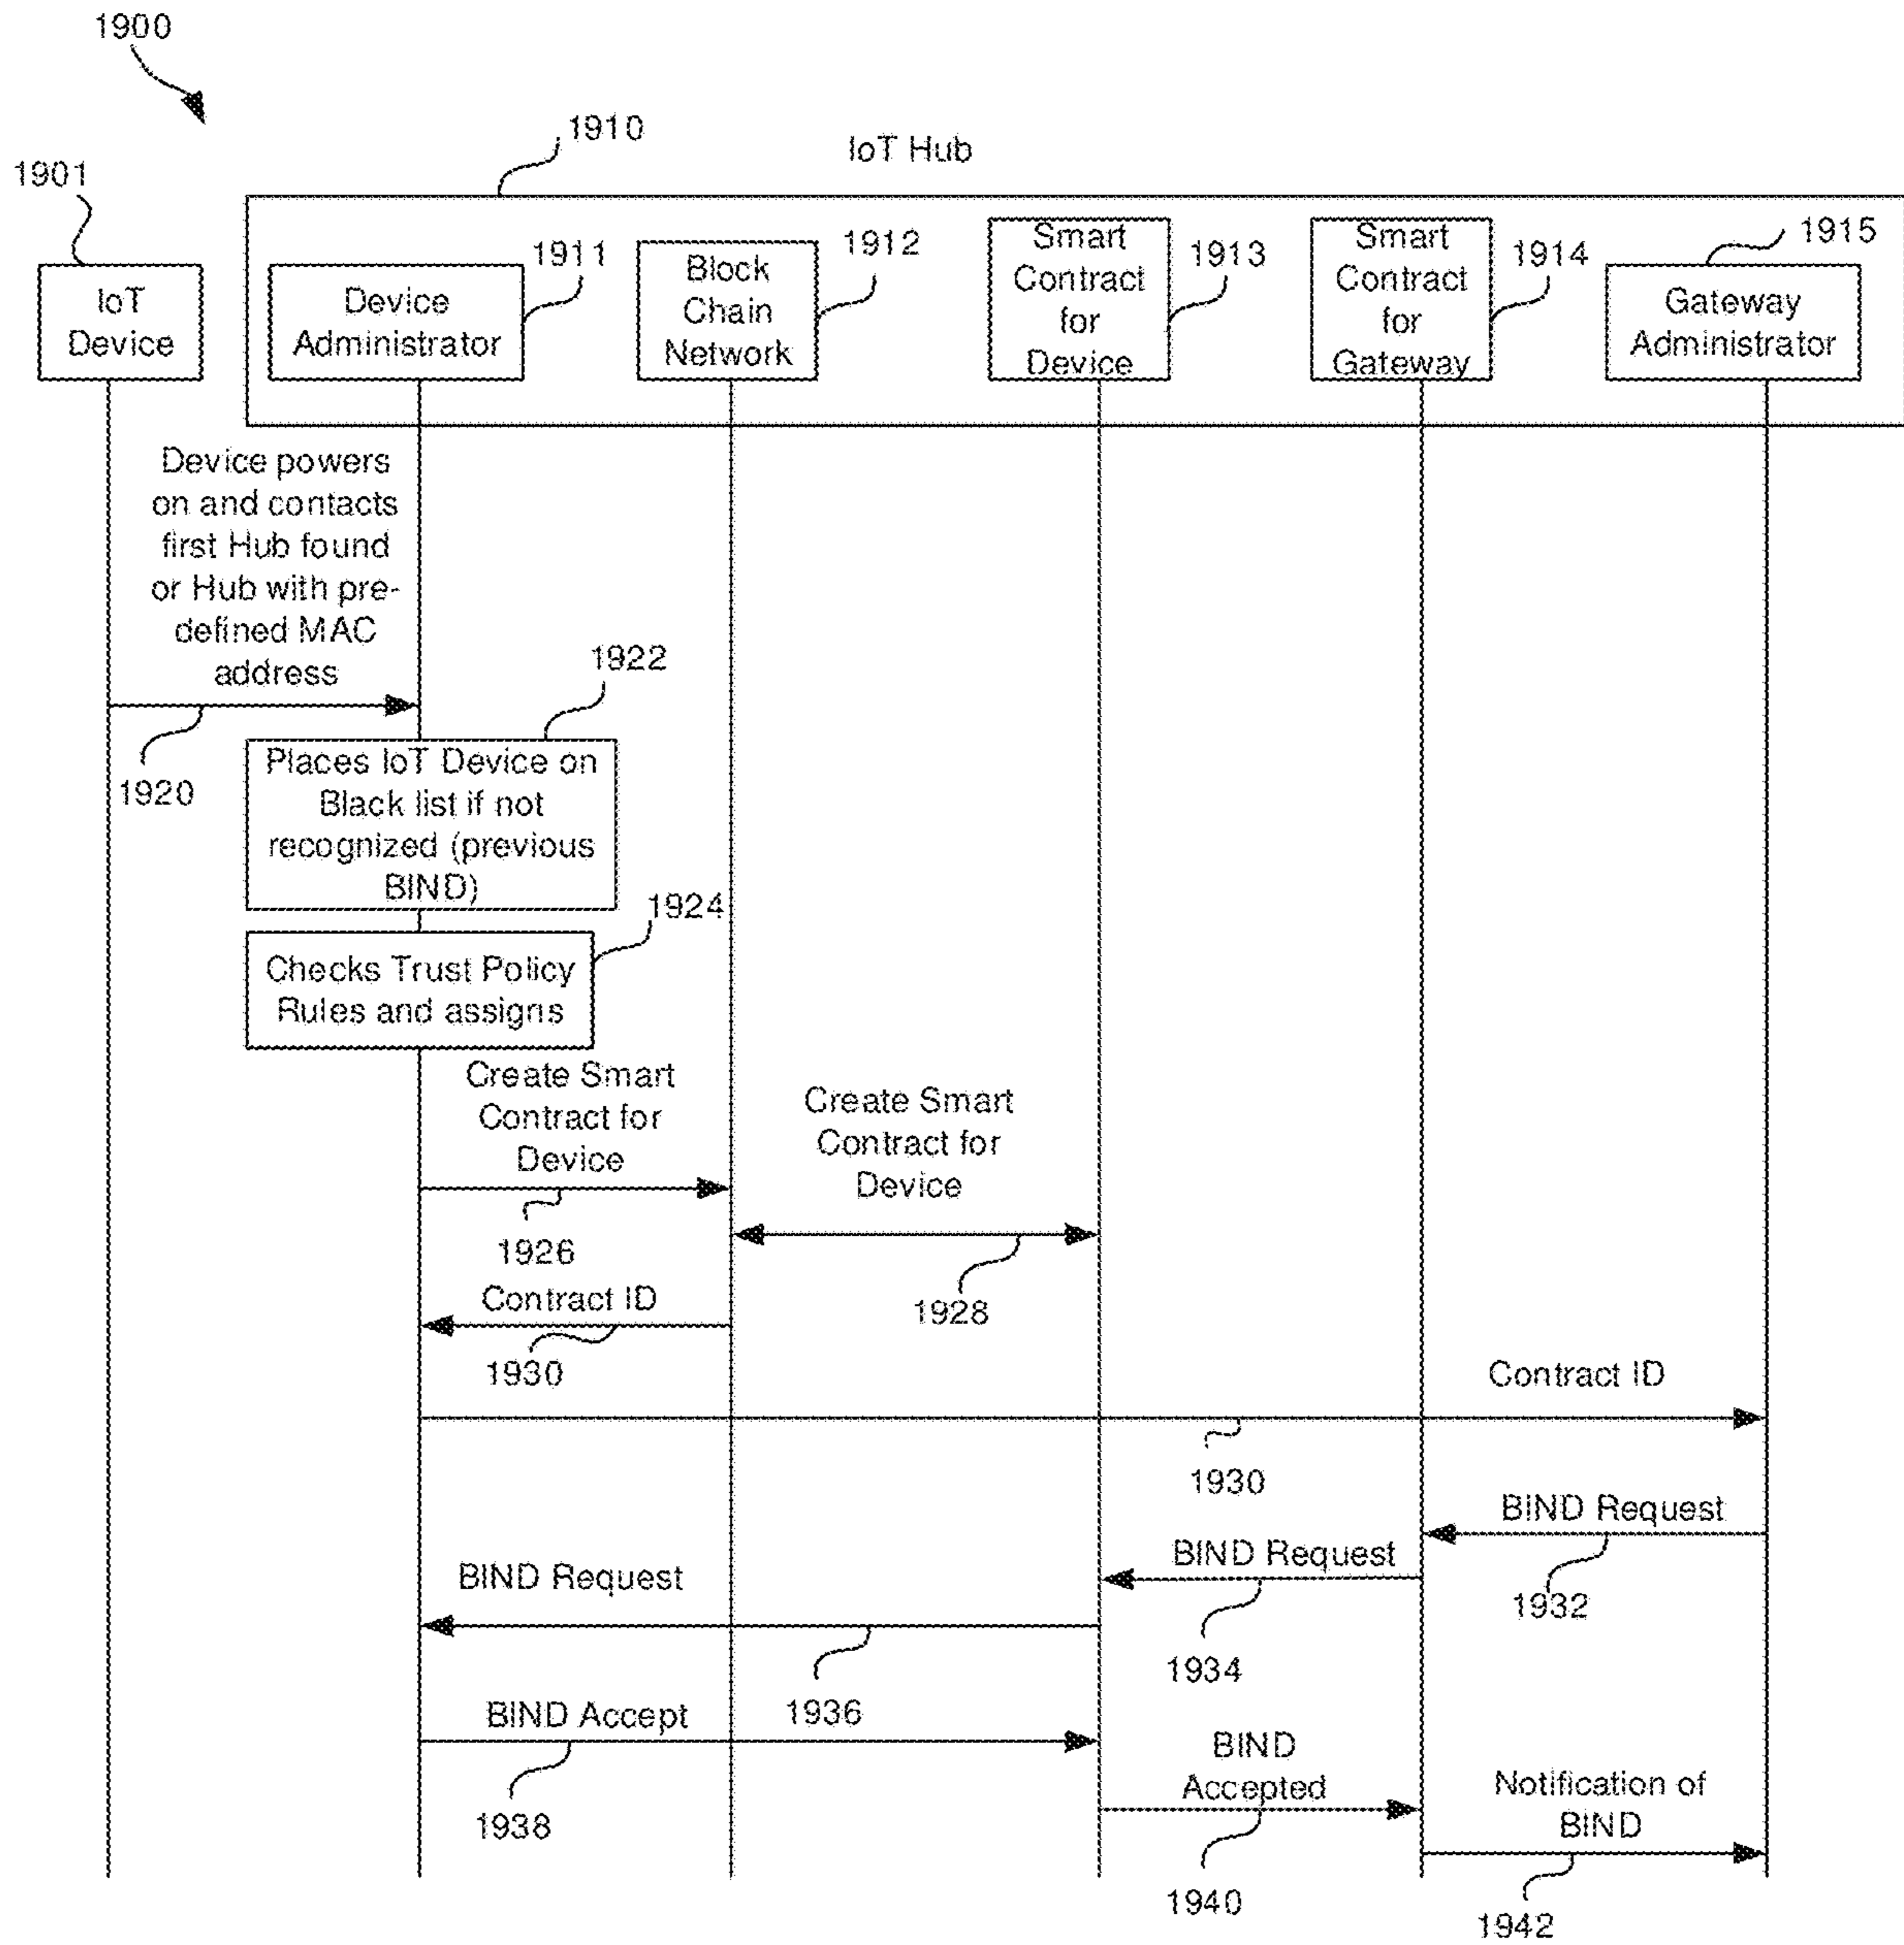 1900
1910
IoT Hub
1901
IoT
Device
Device
Administrator
1911
Block
Chain
Network
1912
Smart
Contract
for
Device
1913
Smart
Contract
for
Gateway
1914
Gateway
Administrator
1915
Device powers
on and contacts
first Hub found
or Hub with pre-
defined MAC
address
1920
1922
Places IoT Device on
Black list if not
recognized (previous
BIND)
1924
Checks Trust Policy
Rules and assigns
Create Smart
Contract for
Device
1926
Create Smart
Contract for
Device
1928
Contract ID
1930
Contract ID
1930
BIND Request
1932
BIND Request
1934
BIND Request
1936
BIND Accept
1938
BIND
Accepted
1940
Notification of
BIND
1942